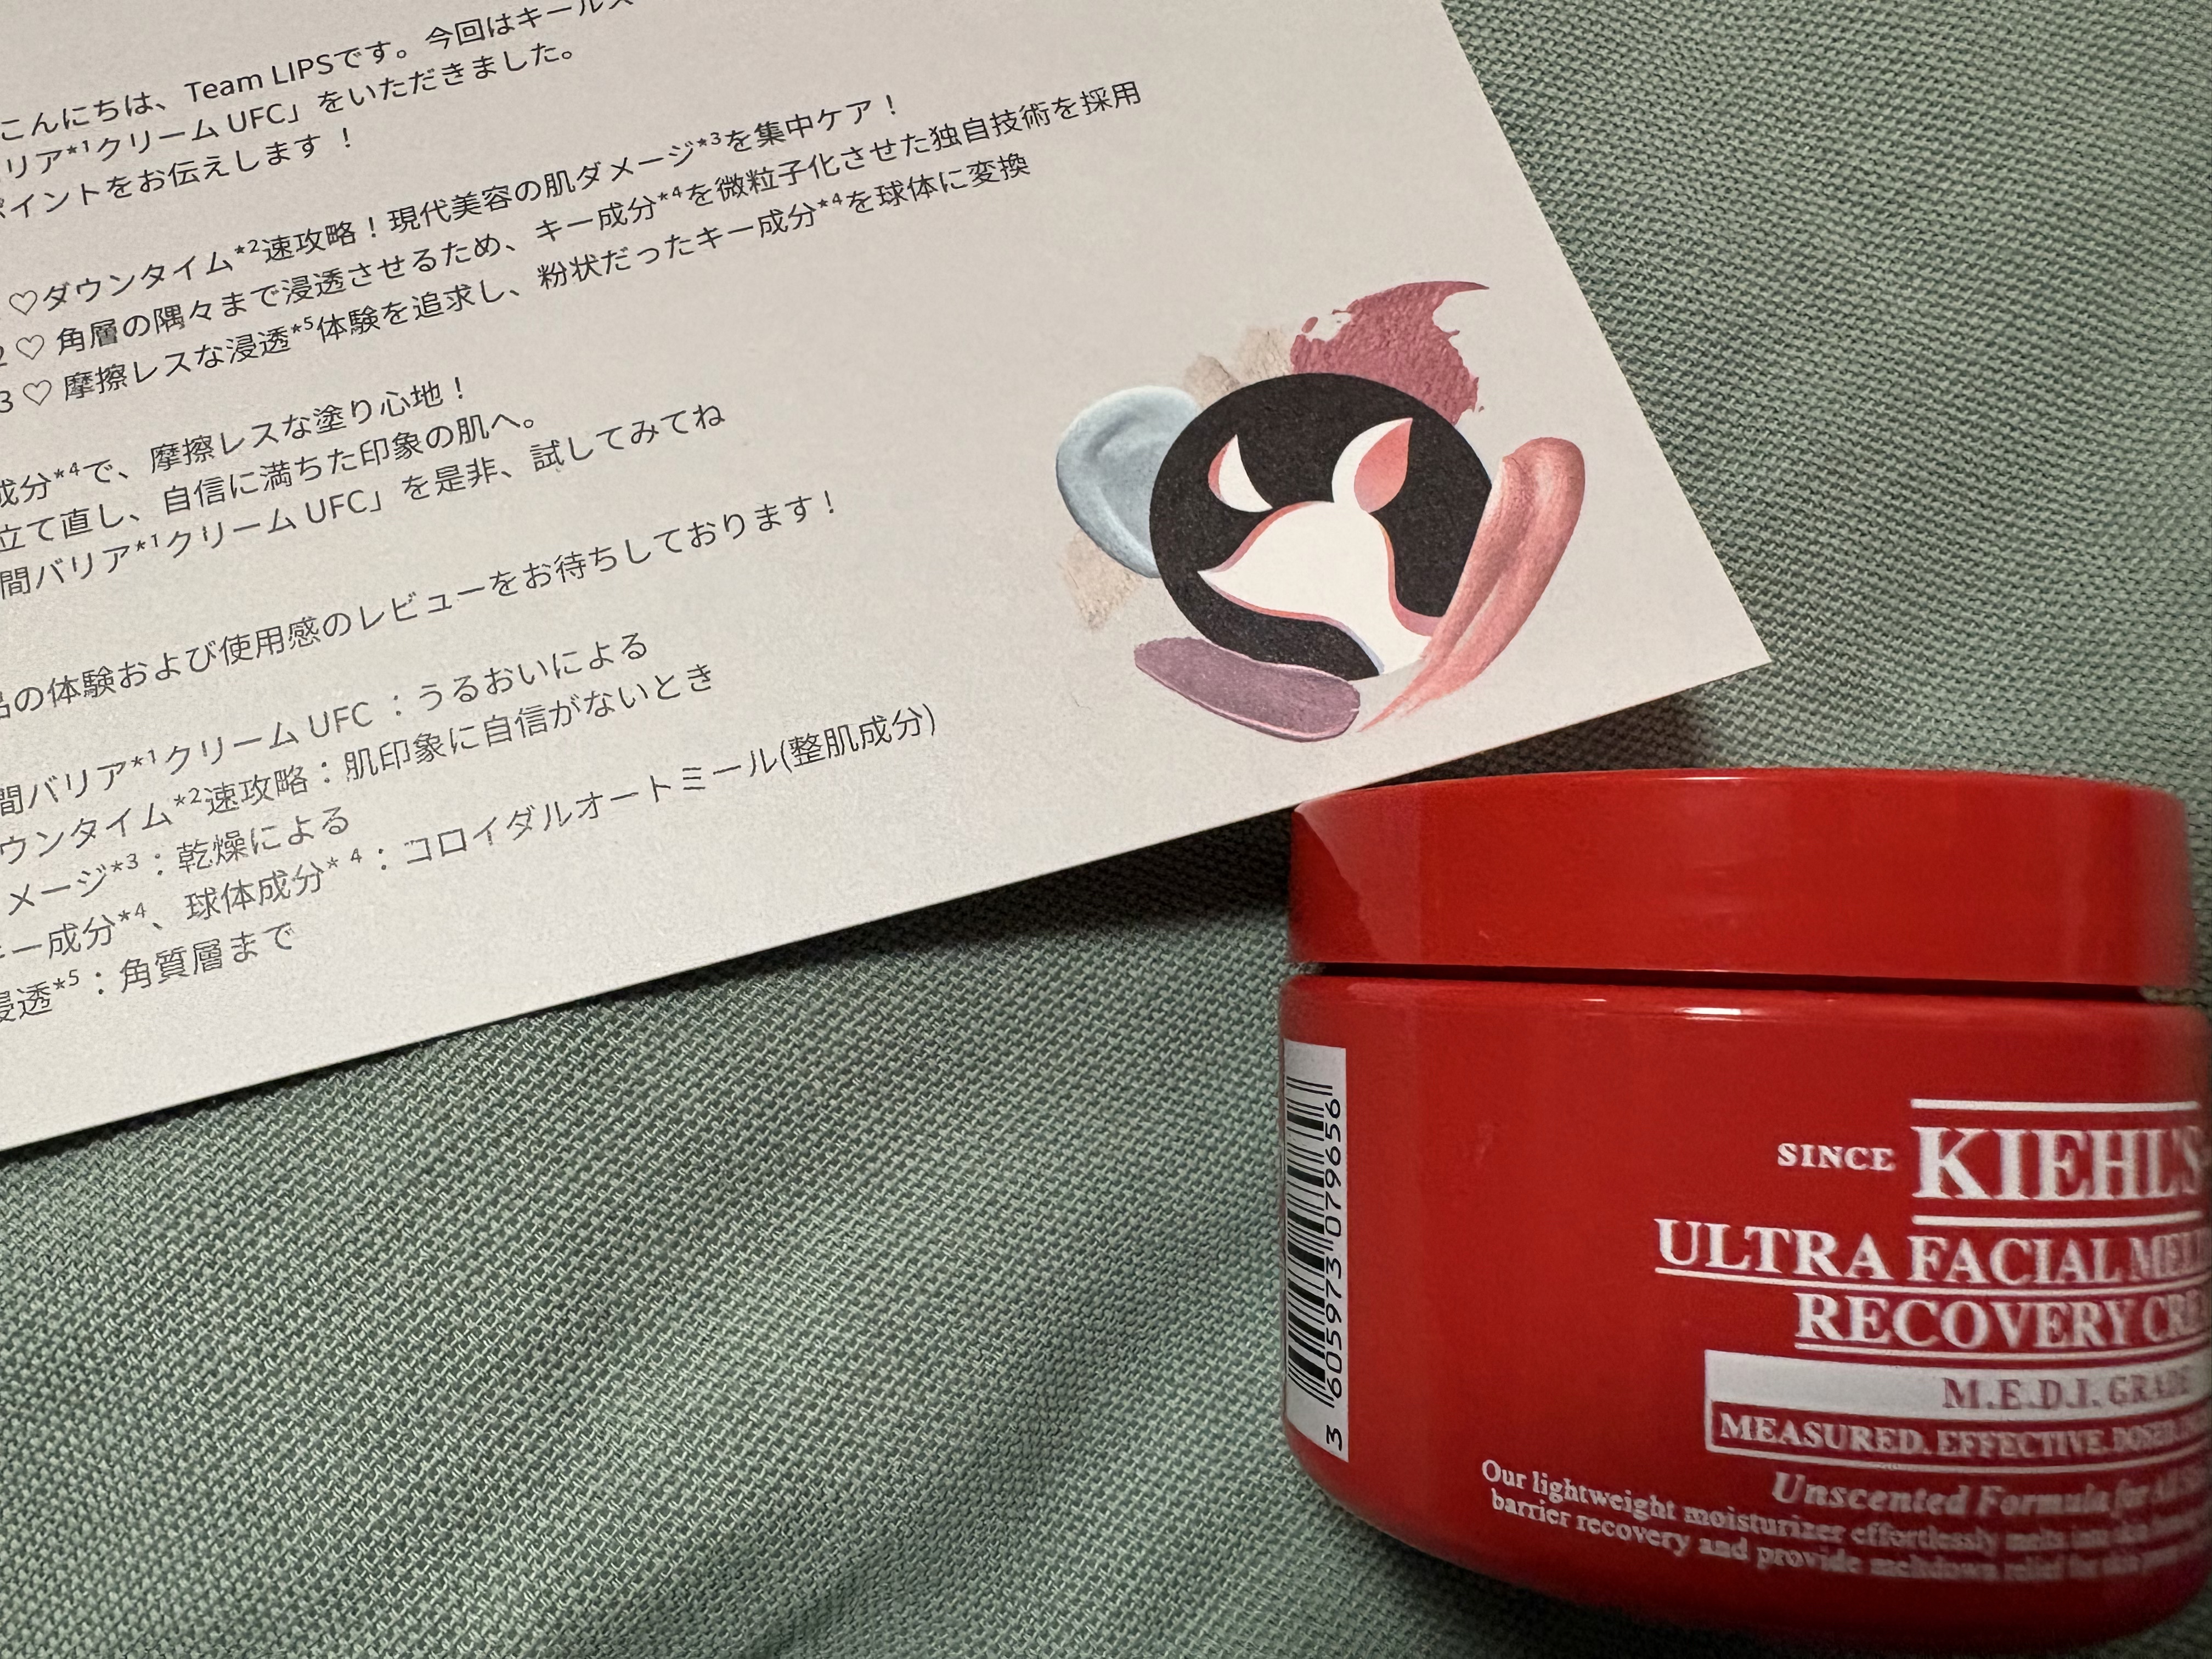 こんにちは、Team LIPSです。今回はキールズ
リア*1クリーム UFC」をいただきました。
ポイントをお伝えします！
♡ダウンタイム*2速攻略！現代美容の肌ダメージ*3を集中ケア！
2 ♡ 角層の隅々まで浸透させるため、キー成分*4を微粒子化させた独自技術を採用
3 ♡ 摩擦レスな浸透*5体験を追求し、粉状だったキー成分*4を球体に変換
成分*4で、摩擦レスな塗り心地！
立て直し、自信に満ちた印象の肌へ。
間バリア*1クリーム UFC」を是非、試してみてね
品の体験および使用感のレビューをお待ちしております！
間バリア*1クリーム UFC ：うるおいによる
ウンタイム*2速攻略：肌印象に自信がないとき
メージ*3：乾燥による
キー成分*4、球体成分*4：コロイダルオートミール(整肌成分)
浸透*5：角質層まで
SINCE KIEHL'S
ULTRA FACIAL
RECOVERY
M.E.D.I. GRADE
MEASURED. EFFECTIVE. DOSED.
Unscented Formula for
Our lightweight moisturizer effortlessly melts
barrier recovery and provide meltdown relief for skin
3 605973 079656